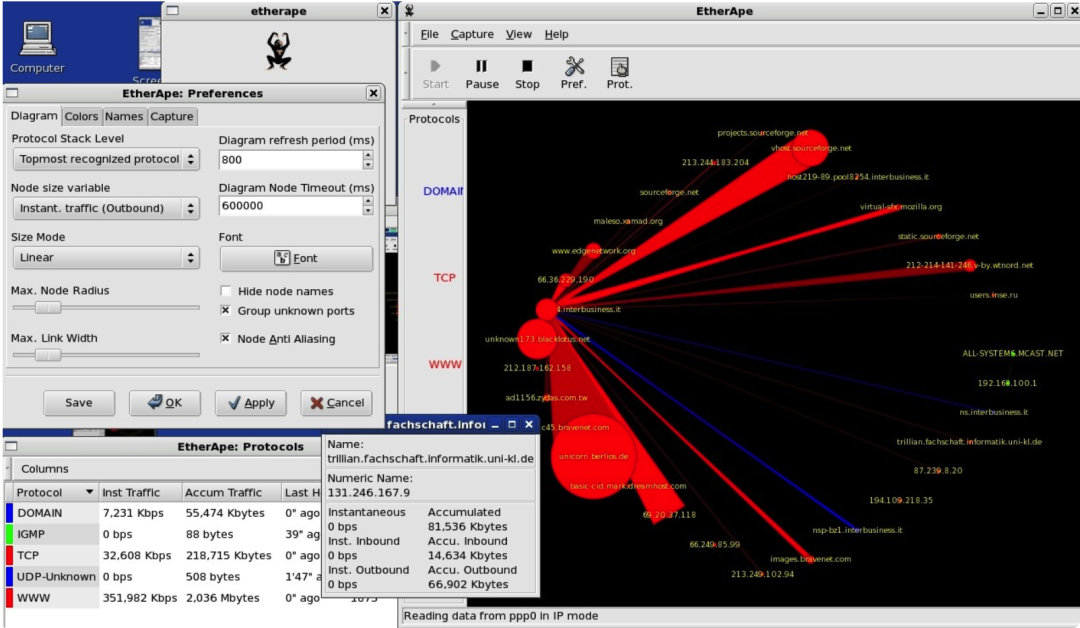 etherape
EtherApe
Computer
Scree
File Capture View Help
Start Pause Stop Pref. Prot.
EtherApe: Preferences
Diagram Colors Names Capture
Protocol Stack Level
Topmost recognized protocol
Diagram refresh period (ms)
800
Node size variable
Instant. traffic (Outbound)
Diagram Node Timeout (ms)
600000
Size Mode
Linear
Font
Font
Max. Node Radius
Hide node names
Group unknown ports
Max. Link Width
Node Anti Aliasing
Save OK Apply Cancel
Protocols
DOMAIN
TCP
WWW
projects.sourceforge.net
vhost.sourceforge.net
213.244.183.204
host219-89.pool8254.interbusiness.it
sourceforge.net
virtual-str.mozilla.org
maleso.xamad.org
static.sourceforge.net
www.edgenetwork.org
212-214-141-246.v-by.wtnord.net
66.36.229.190
users.inse.ru
4.interbusiness.it
unknown173.blacklotus.net
ALL-SYSTEMS.MCAST.NET
212.187.162.158
192.168.100.1
ad1156.zydas.com.tw
ns.interbusiness.it
c45.bravenet.com
trillian.fachschaft.informatik.uni-kl.de
unicorn.berlios.de
87.239.8.20
basic-cid.mark.dreamhost.com
194.109.218.35
69.20.37.118
nsp-bz1.interbusiness.it
66.249.85.99
images.bravenet.com
213.249.102.94
EtherApe: Protocols
Columns
Protocol Inst Traffic Accum Traffic Last H
DOMAIN 7,231 Kbps 55,474 Kbytes 0" ago
IGMP 0 bps 88 bytes 39" ag
TCP 32,608 Kbps 218,715 Kbytes 0" ago
UDP-Unknown 0 bps 508 bytes 1'47" a
WWW 351,982 Kbps 2,036 Mbytes 0" ago 1075
fachschaft.infor
Name:
trillian.fachschaft.informatik.uni-kl.de
Numeric Name:
131.246.167.9
Instantaneous Accumulated
0 bps 81,536 Kbytes
Inst. Inbound Accu. Inbound
0 bps 14,634 Kbytes
Inst. Outbound Accu. Outbound
0 bps 66,902 Kbytes
Reading data from ppp0 in IP mode